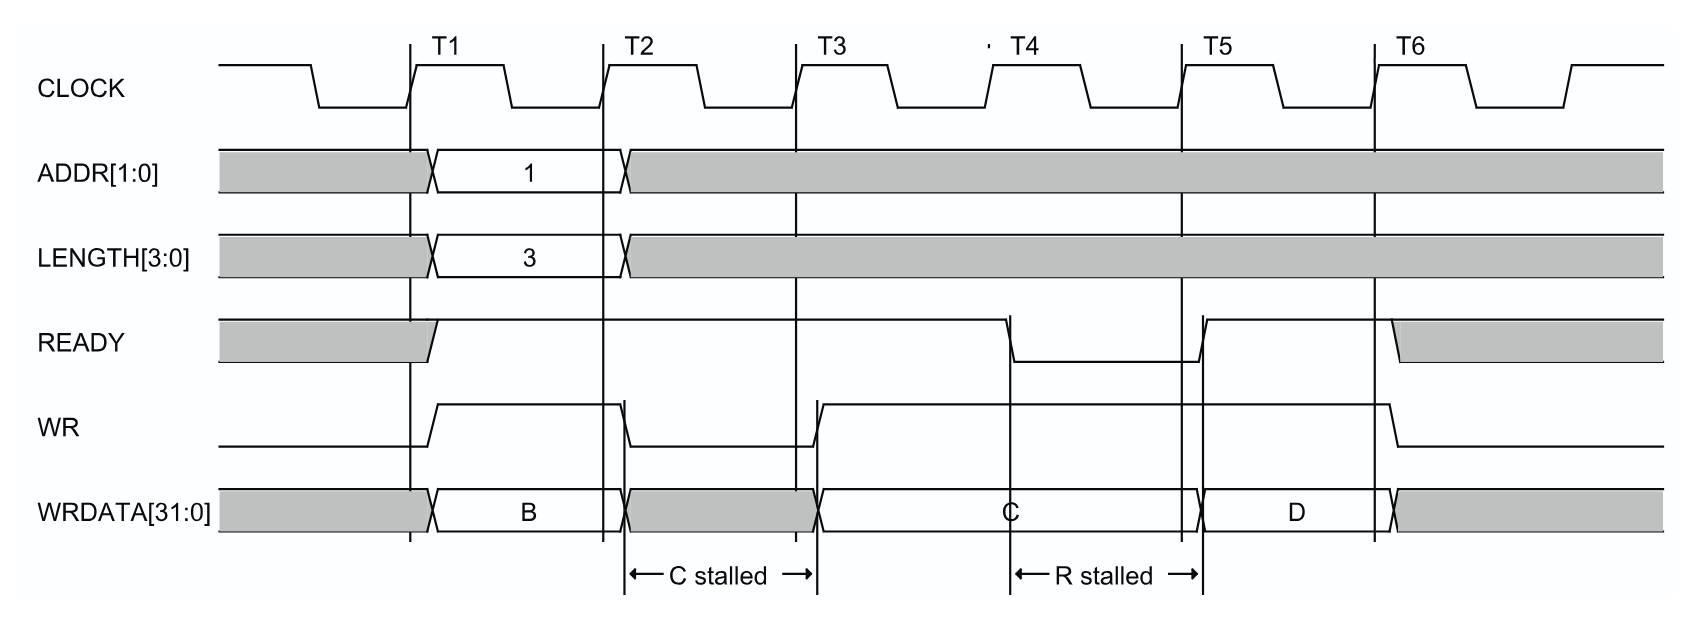 T1 T2 T3 T4 T5 T6
CLOCK
ADDR[1:0] 1
LENGTH[3:0] 3
READY
WR
WRDATA[31:0] B C D
C stalled R stalled